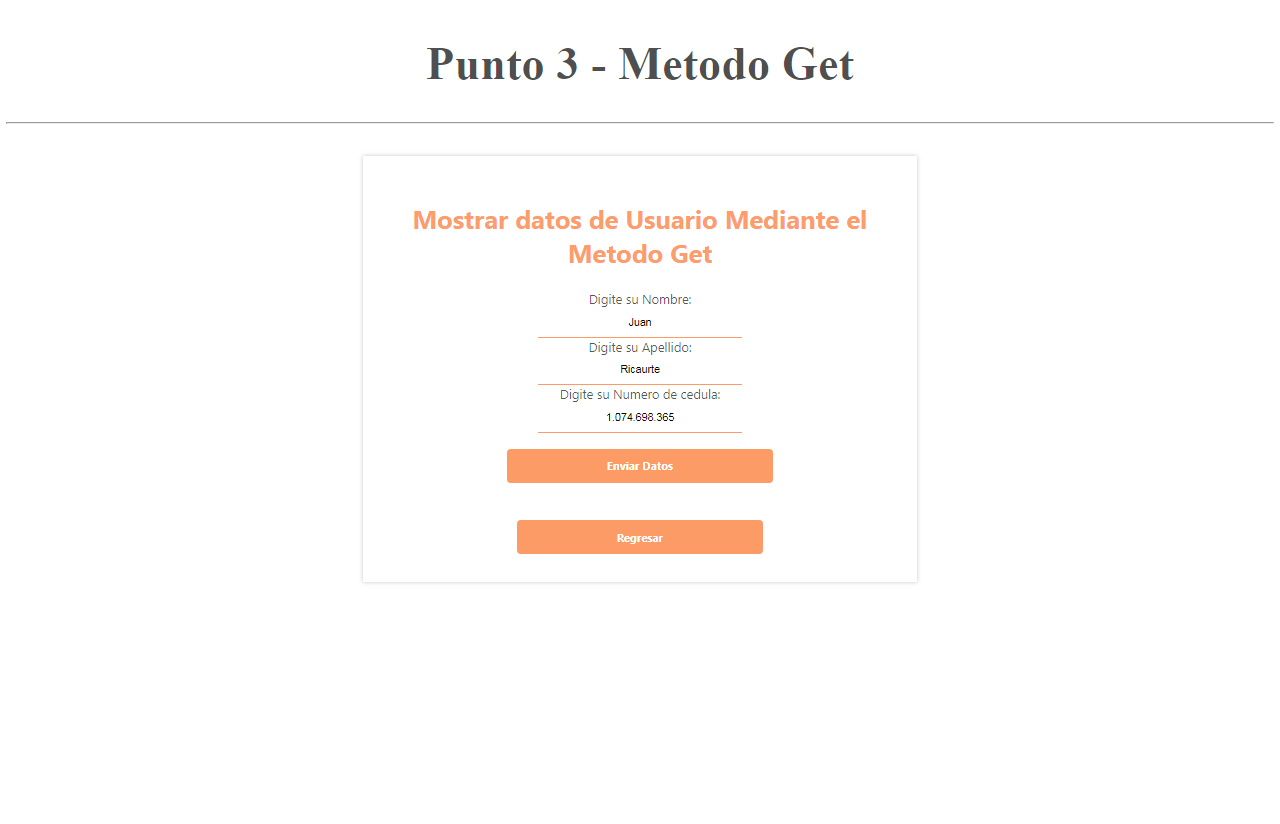 Punto 3 - Metodo Get
Mostrar datos de Usuario Mediante el
Metodo Get
Digite su Nombre:
Juan
Digite su Apellido:
Ricaurte
Digite su Numero de cedula:
1.074.698.365
Enviar Datos
Regresar